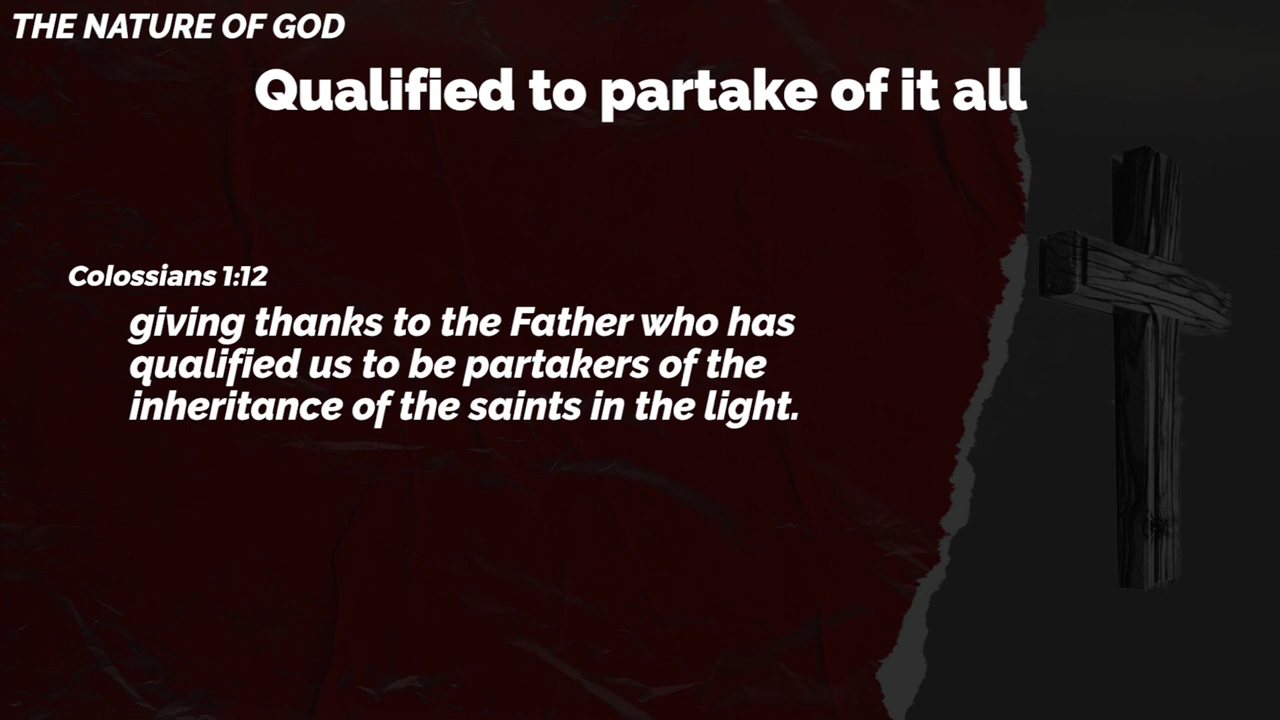 THE NATURE OF GOD
Qualified to partake of it all
Colossians 1:12
giving thanks to the Father who has
qualified us to be partakers of the
inheritance of the saints in the light.